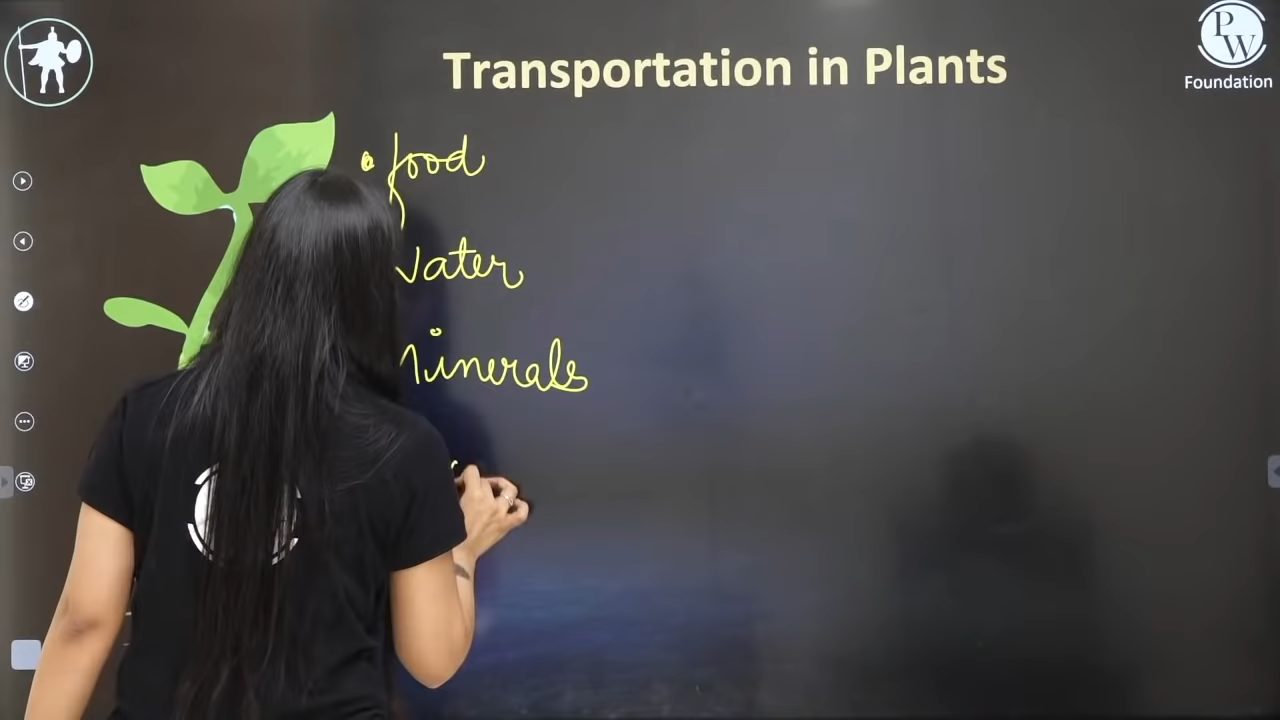 Transportation in Plants
PW
Foundation
• food
water
minerals